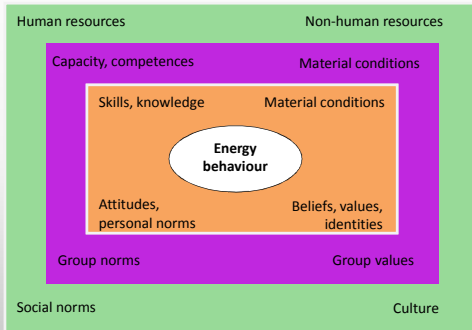 Human resources
Non-human resources
Capacity, competences
Material conditions
Skills, knowledge
Material conditions
Energy
behaviour
Attitudes,
personal norms
Beliefs, values,
identities
Group norms
Group values
Social norms
Culture